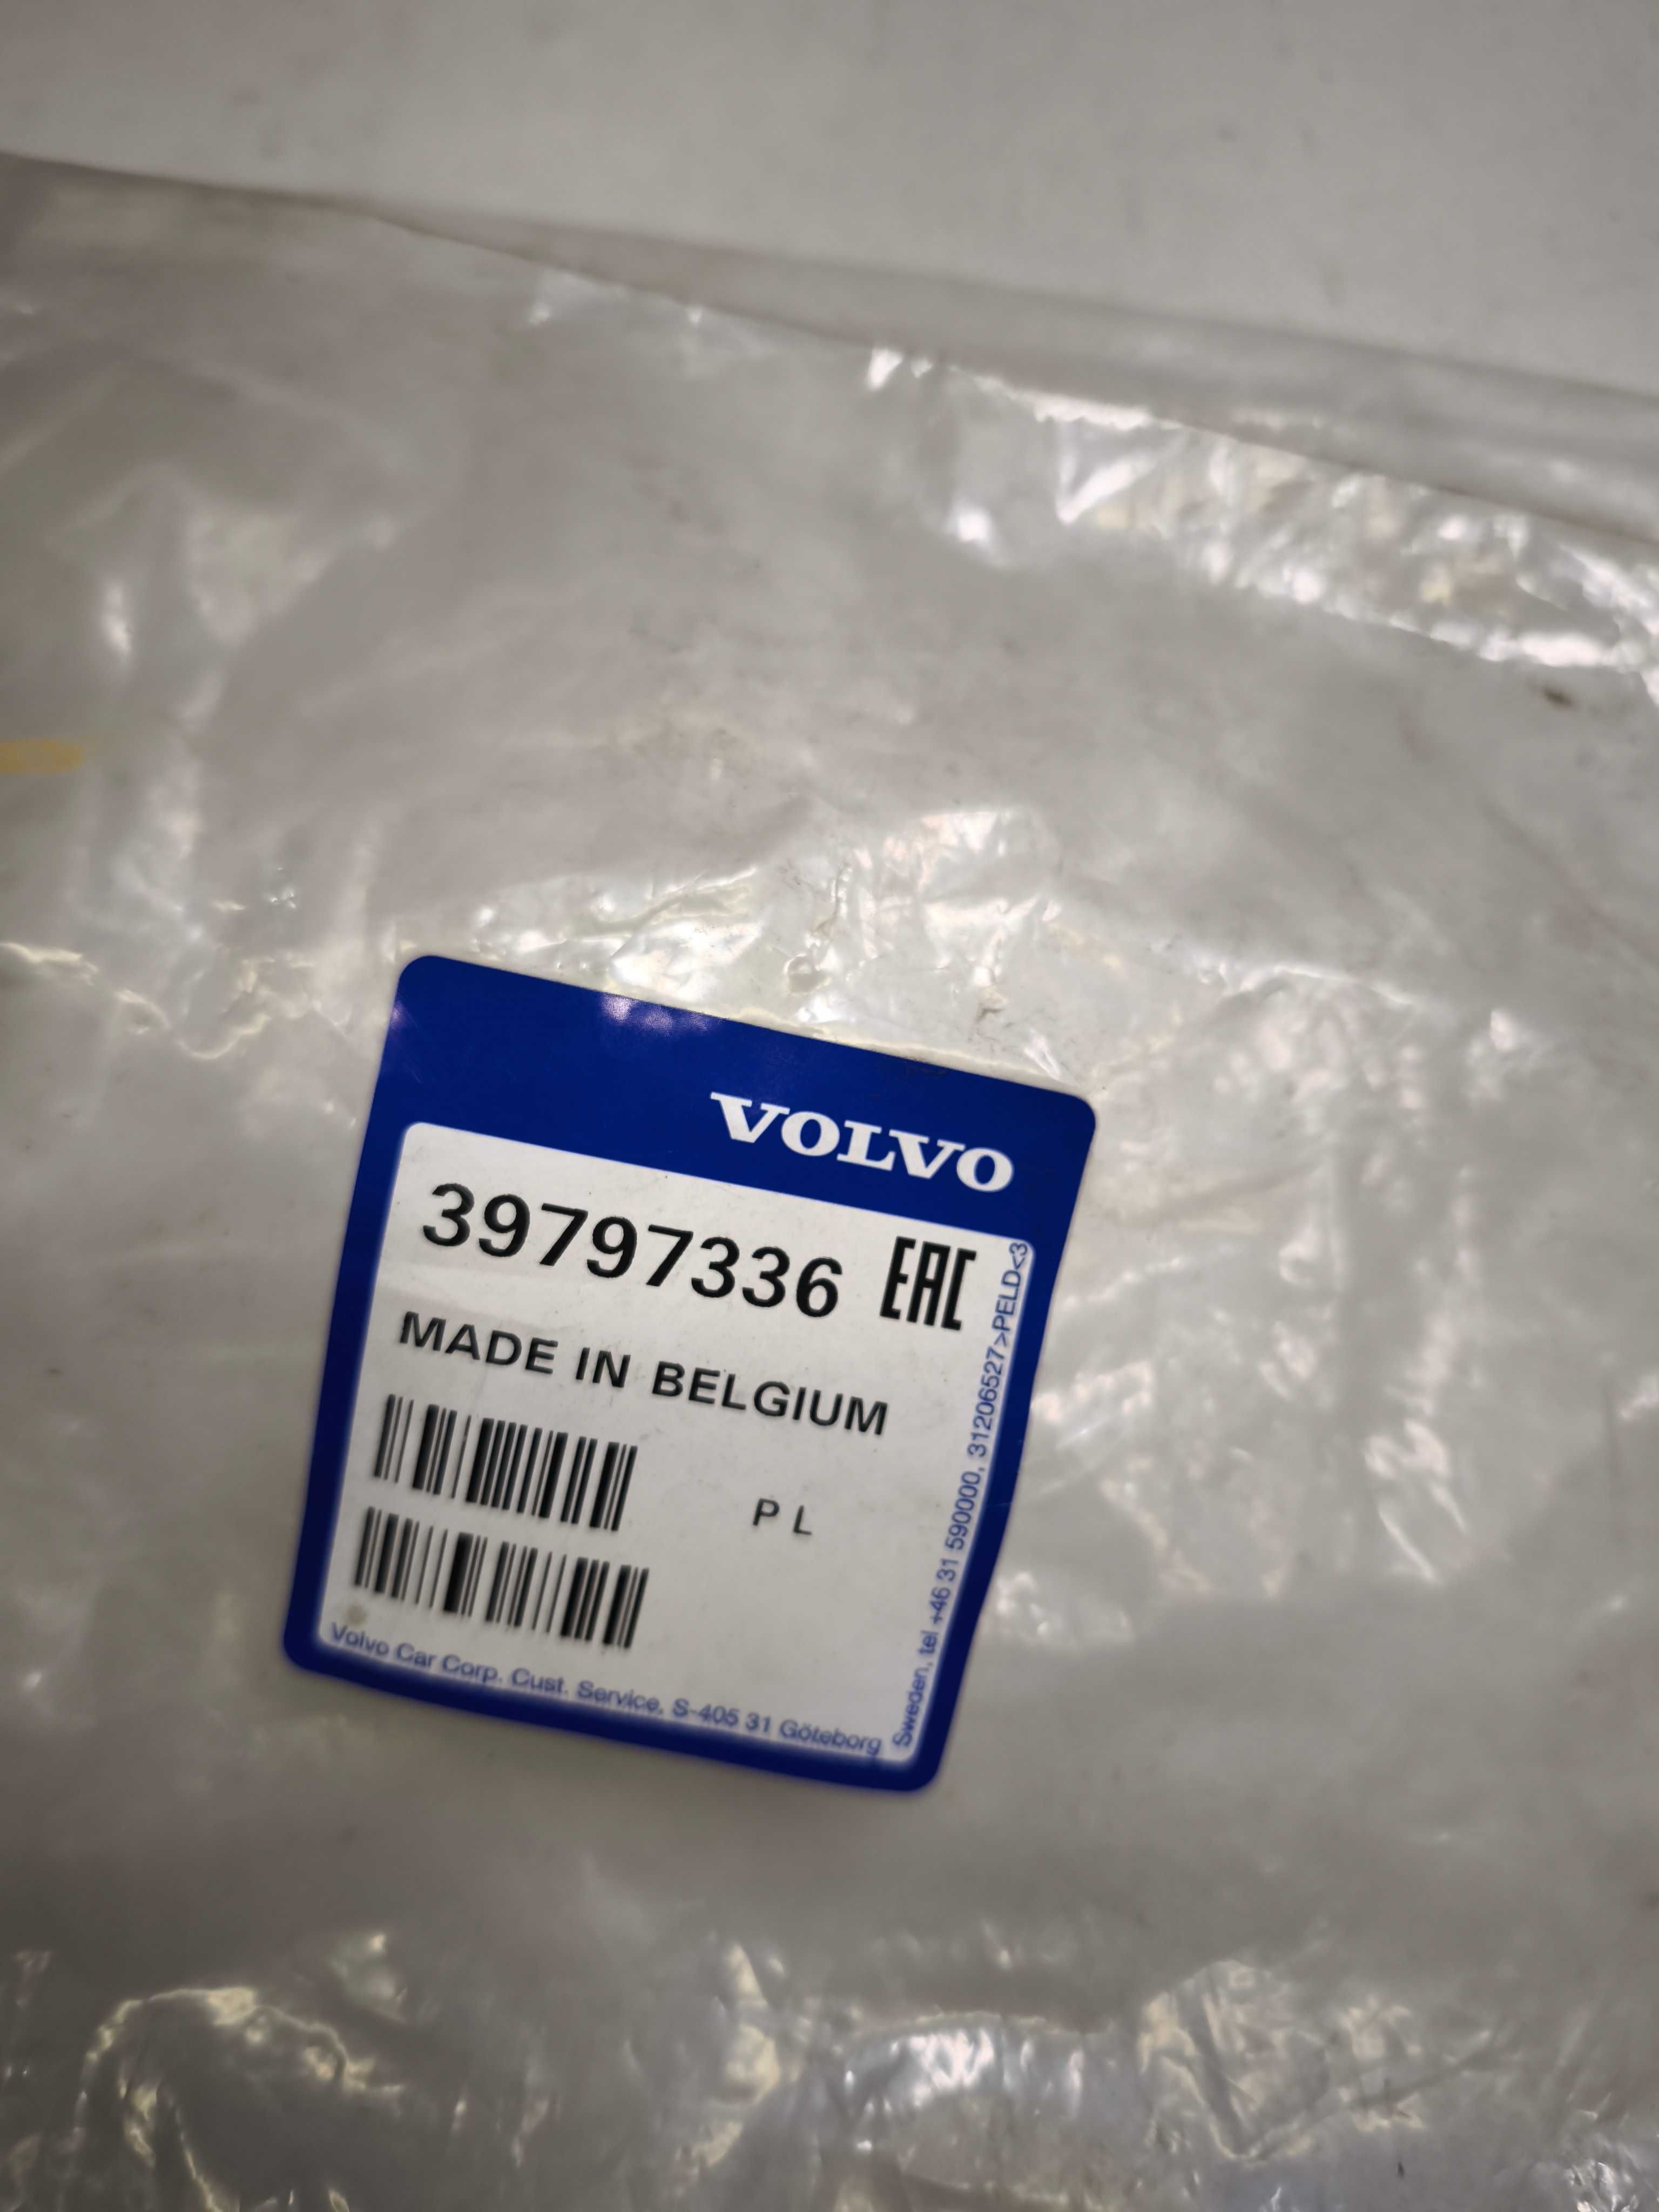 VOLVO
39797336 EAC
MADE IN BELGIUM
P L
Volvo Car Corp. Cust. Service, S-405 31 Göteborg
Sweden, tel +46 31 590000, 31206527>PELD<3